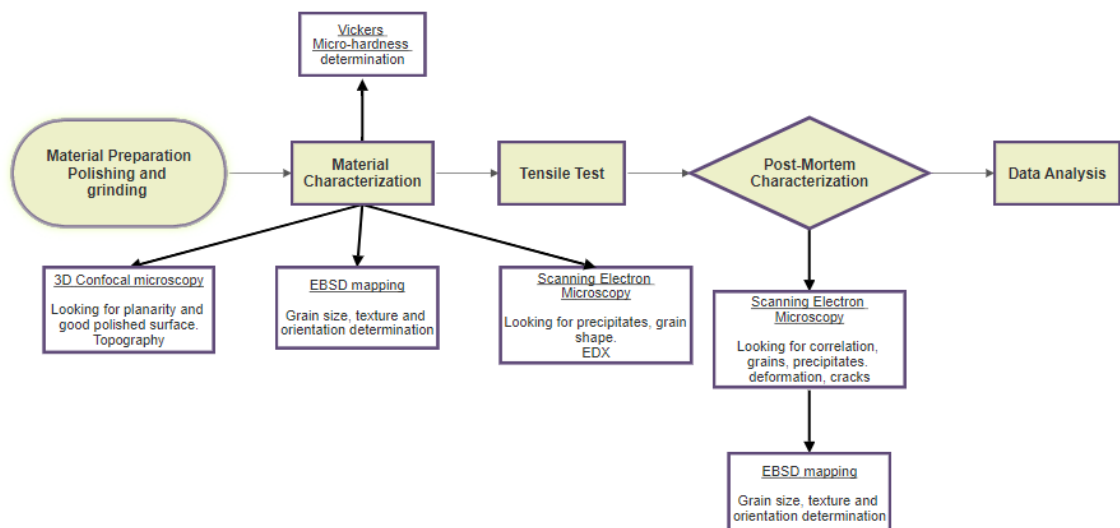 Vickers
Micro-hardness
determination
Material Preparation
Polishing and
grinding
Material
Characterization
Tensile Test
Post-Mortem
Characterization
Data Analysis
3D Confocal microscopy
Looking for planarity and
good polished surface.
Topography
EBSD mapping
Grain size, texture and
orientation determination
Scanning Electron
Microscopy
Looking for precipitates, grain
shape.
EDX
Scanning Electron
Microscopy
Looking for correlation,
grains, precipitates.
deformation, cracks
EBSD mapping
Grain size, texture and
orientation determination